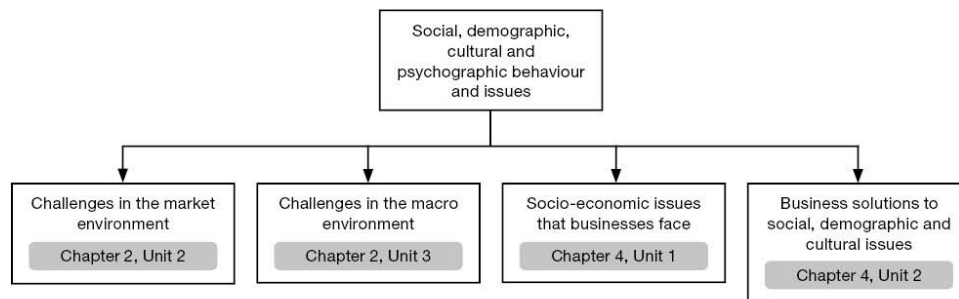 Social, demographic,
cultural and
psychographic behaviour
and issues
Challenges in the market
environment
Chapter 2, Unit 2
Challenges in the macro
environment
Chapter 2, Unit 3
Socio-economic issues
that businesses face
Chapter 4, Unit 1
Business solutions to
social, demographic and
cultural issues
Chapter 4, Unit 2